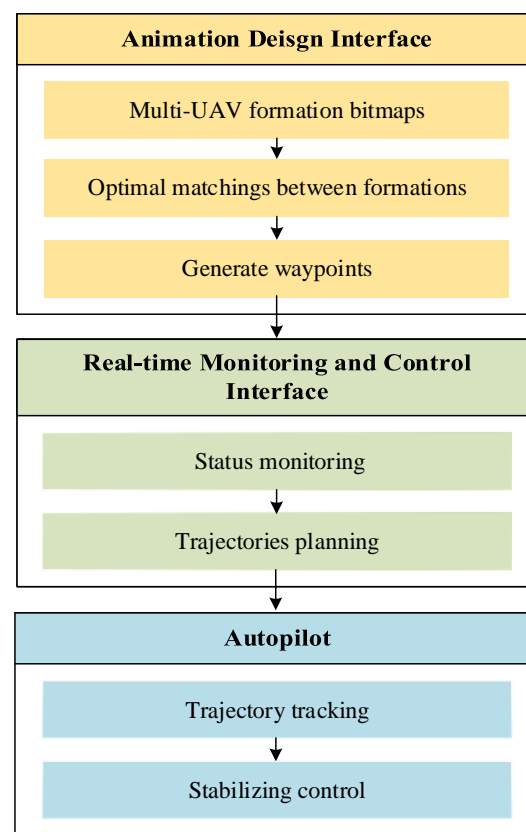 Animation Deisgn Interface
Multi-UAV formation bitmaps
Optimal matchings between formations
Generate waypoints
Real-time Monitoring and Control
Interface
Status monitoring
Trajectories planning
Autopilot
Trajectory tracking
Stabilizing control